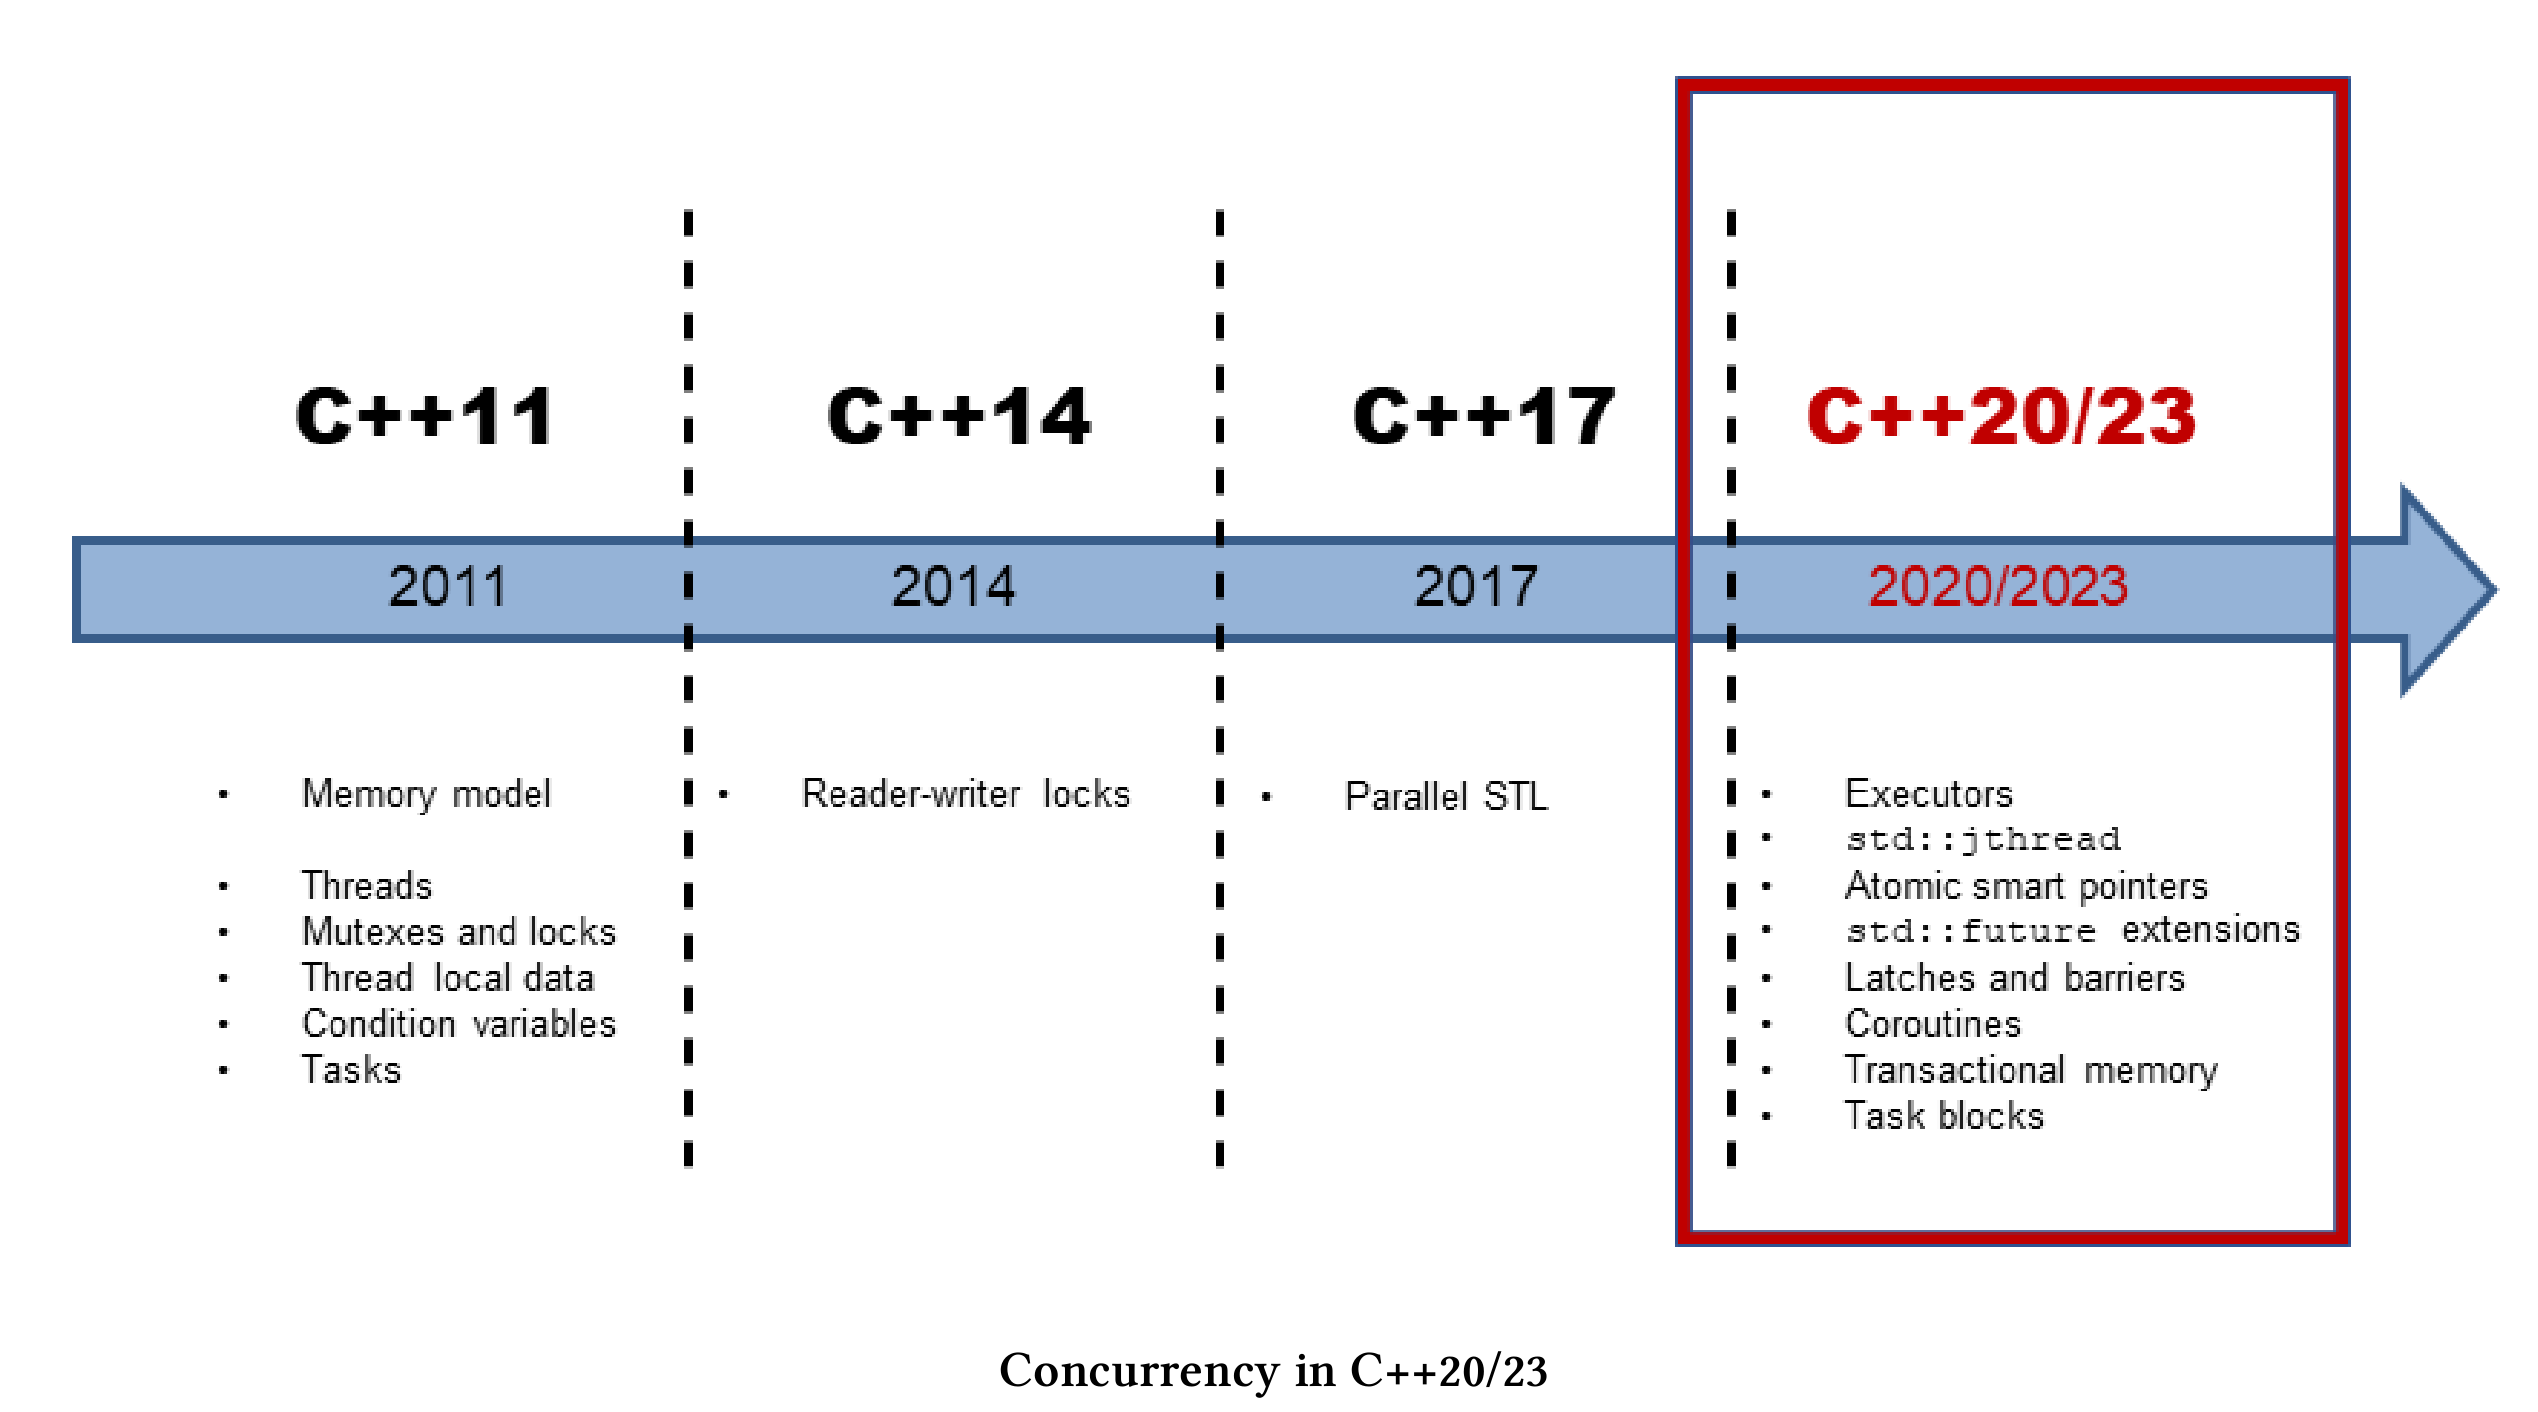 C++11
C++14
C++17
C++20/23
2011
2014
2017
2020/2023
• Memory model
• Threads
• Mutexes and locks
• Thread local data
• Condition variables
• Tasks
• Reader-writer locks
• Parallel STL
• Executors
• std::jthread
• Atomic smart pointers
• std::future extensions
• Latches and barriers
• Coroutines
• Transactional memory
• Task blocks
Concurrency in C++20/23